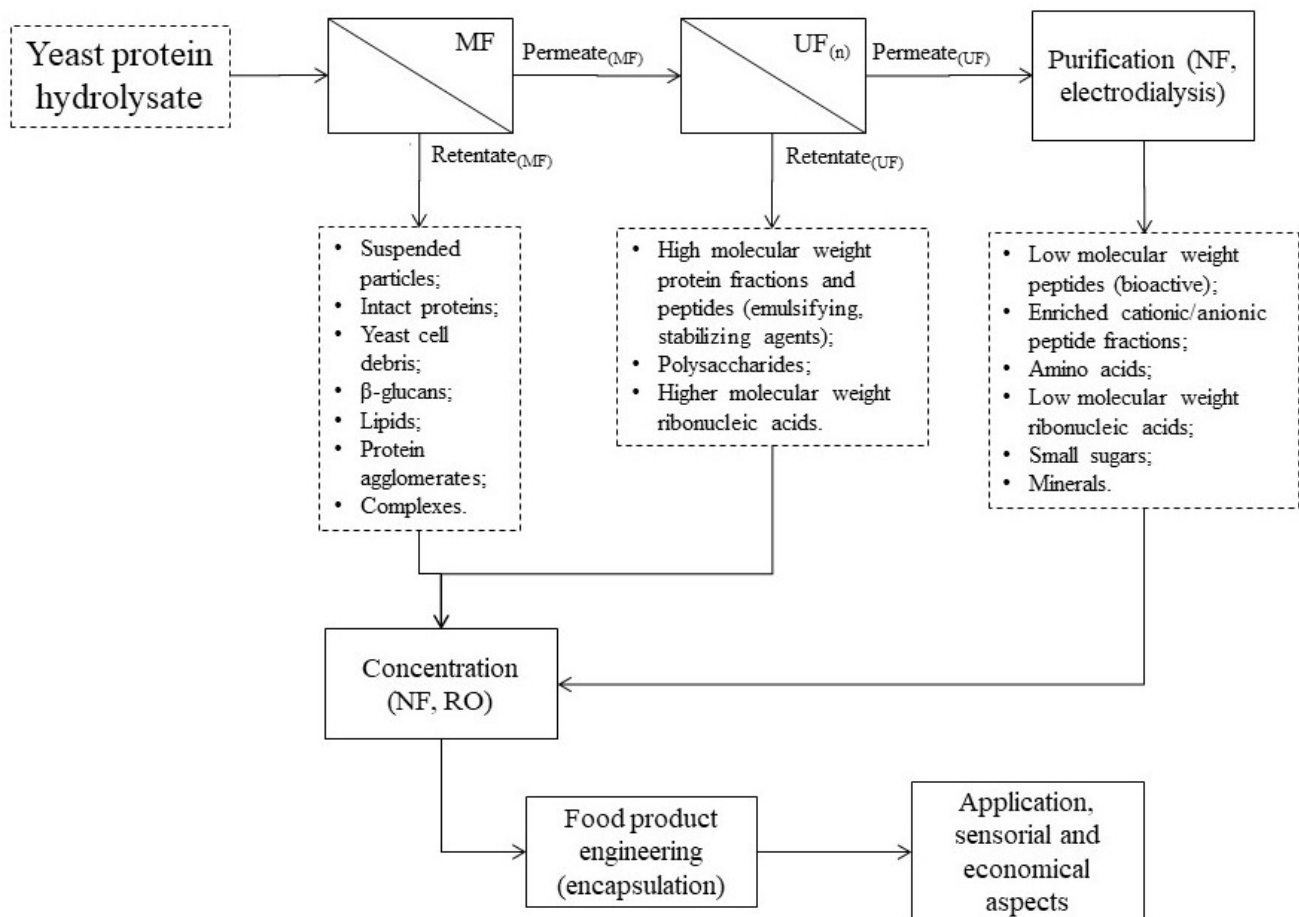 Yeast protein
hydrolysate
MF
Permeate(MF)
UF(n)
Permeate(UF)
Purification (NF,
electrodialysis)
Retentate(MF)
Retentate(UF)
• Suspended
particles;
• Intact proteins;
• Yeast cell
debris;
• β-glucans;
• Lipids;
• Protein
agglomerates;
• Complexes.
• High molecular weight
protein fractions and
peptides (emulsifying,
stabilizing agents);
• Polysaccharides;
• Higher molecular weight
ribonucleic acids.
• Low molecular weight
peptides (bioactive);
• Enriched cationic/anionic
peptide fractions;
• Amino acids;
• Low molecular weight
ribonucleic acids;
• Small sugars;
• Minerals.
Concentration
(NF, RO)
Food product
engineering
(encapsulation)
Application,
sensorial and
economical
aspects